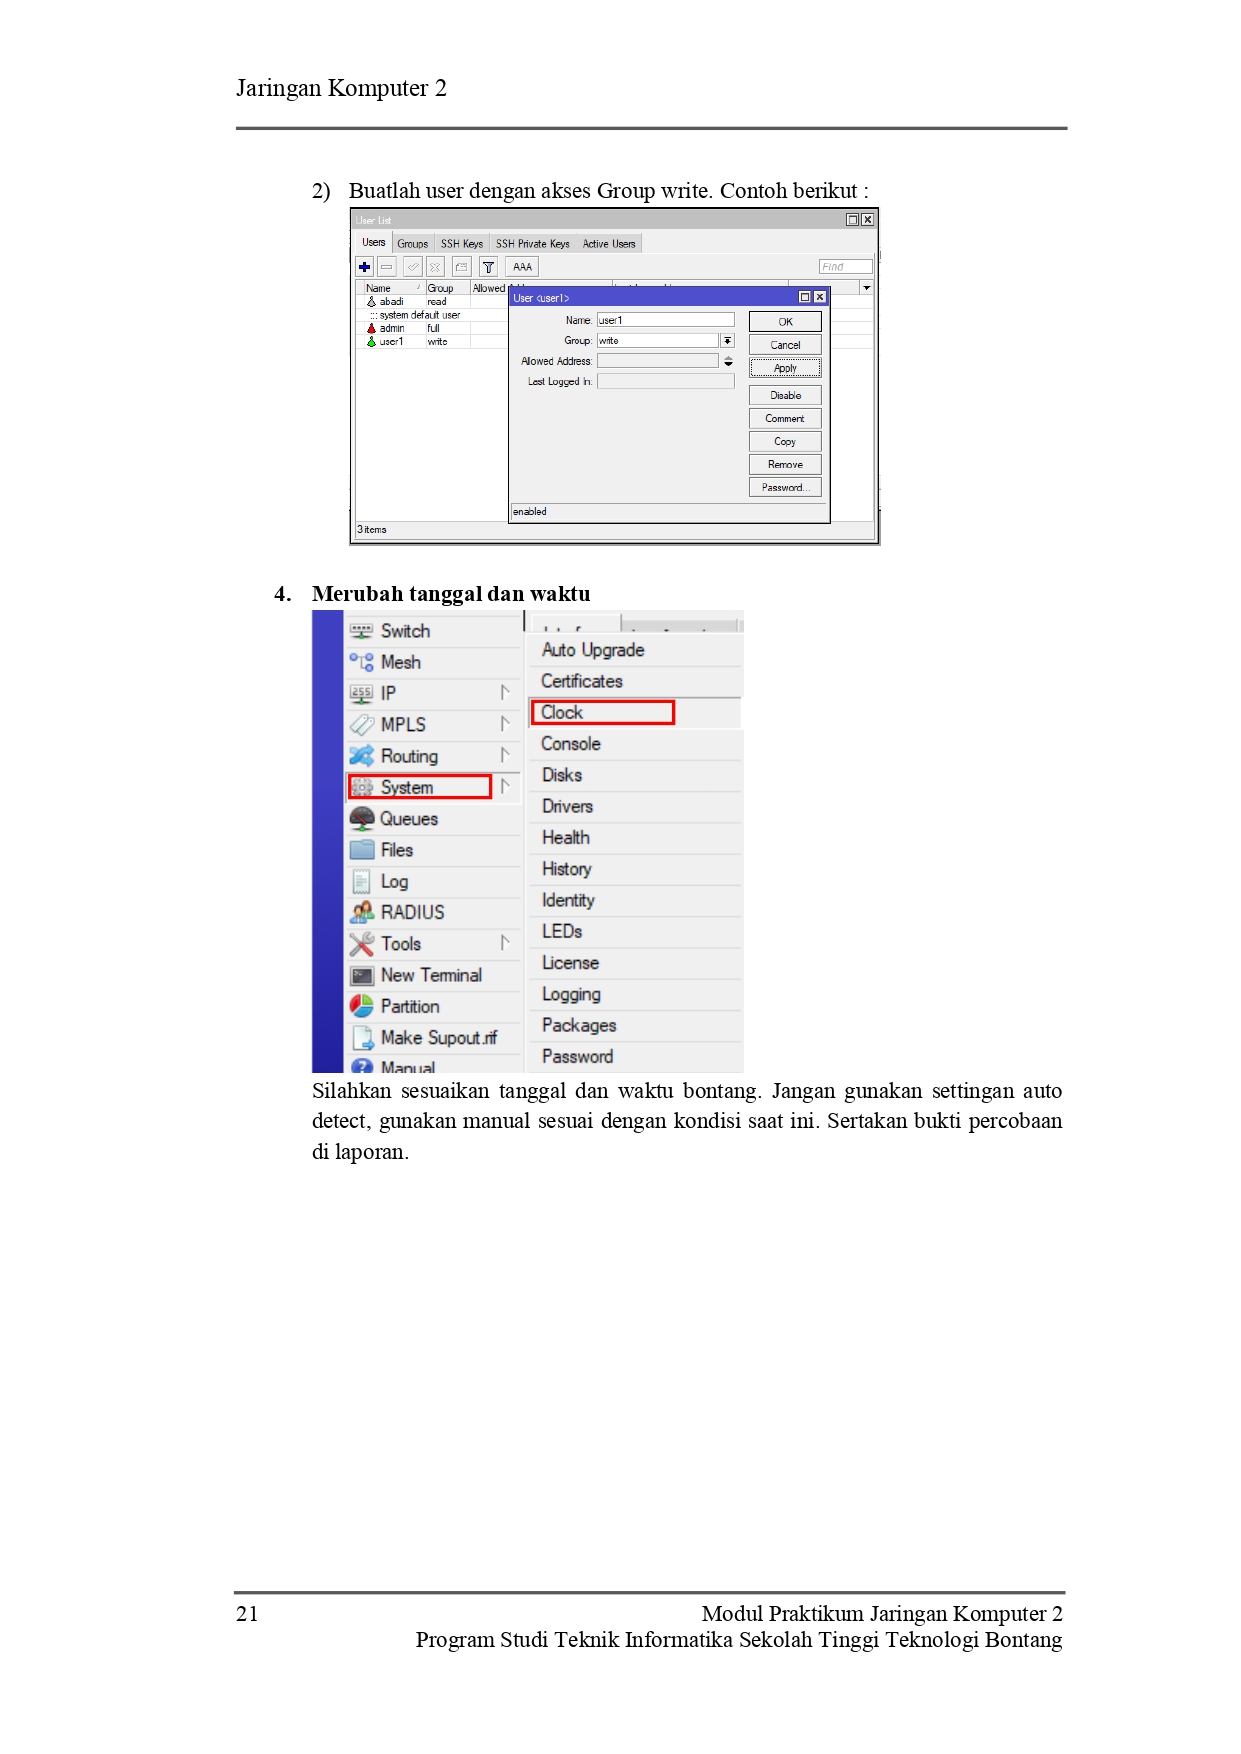 Jaringan Komputer 2
2) Buatlah user dengan akses Group write. Contoh berikut :
User List
Users Groups SSH Keys SSH Private Keys Active Users
AAA Find
Name Group Allowed
abadi read
::: system default user
admin full
user1 write
User <user1>
Name: user1
Group: write
Allowed Address:
Last Logged In:
OK
Cancel
Apply
Disable
Comment
Copy
Remove
Password...
enabled
3 items
4. Merubah tanggal dan waktu
Switch
Mesh
IP
MPLS
Routing
System
Queues
Files
Log
RADIUS
Tools
New Terminal
Partition
Make Supout.rif
Manual
Auto Upgrade
Certificates
Clock
Console
Disks
Drivers
Health
History
Identity
LEDs
License
Logging
Packages
Password
Silahkan sesuaikan tanggal dan waktu bontang. Jangan gunakan settingan auto
detect, gunakan manual sesuai dengan kondisi saat ini. Sertakan bukti percobaan
di laporan.
21 Modul Praktikum Jaringan Komputer 2
Program Studi Teknik Informatika Sekolah Tinggi Teknologi Bontang